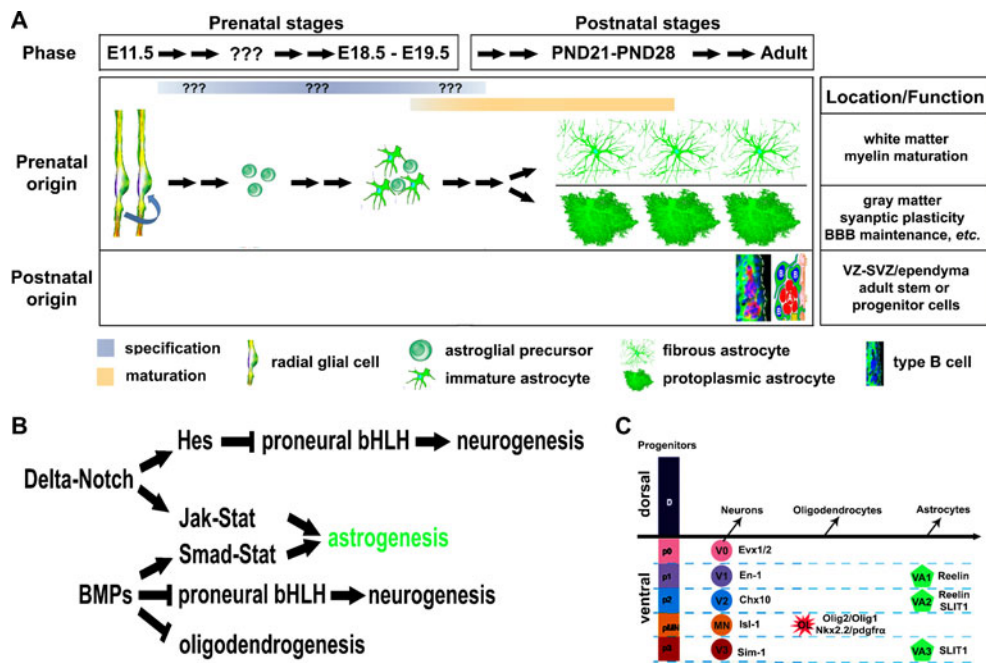 A
Prenatal stages
Postnatal stages
Phase
E11.5 ??? E18.5 - E19.5
PND21-PND28 Adult
??? ??? ???
Location/Function
Prenatal
origin
white matter
myelin maturation
gray matter
syanptic plasticity
BBB maintenance, etc.
Postnatal
origin
VZ-SVZ/ependyma
adult stem or
progenitor cells
specification
maturation
radial glial cell
astroglial precursor
immature astrocyte
fibrous astrocyte
protoplasmic astrocyte
type B cell
B
Hes proneural bHLH neurogenesis
Delta-Notch
Jak-Stat
astrogenesis
Smad-Stat
BMPs proneural bHLH neurogenesis
oligodendrogenesis
C
Progenitors
dorsal
D
Neurons Oligodendrocytes Astrocytes
ventral
p0 V0 Evx1/2
p1 V1 En-1 VA1 Reelin
p2 V2 Chx10 VA2 Reelin
SLIT1
MN Isl-1 OL Olig2/Olig1
Nkx2.2/pdgfrα
p3 V3 Sim-1 VA3 SLIT1